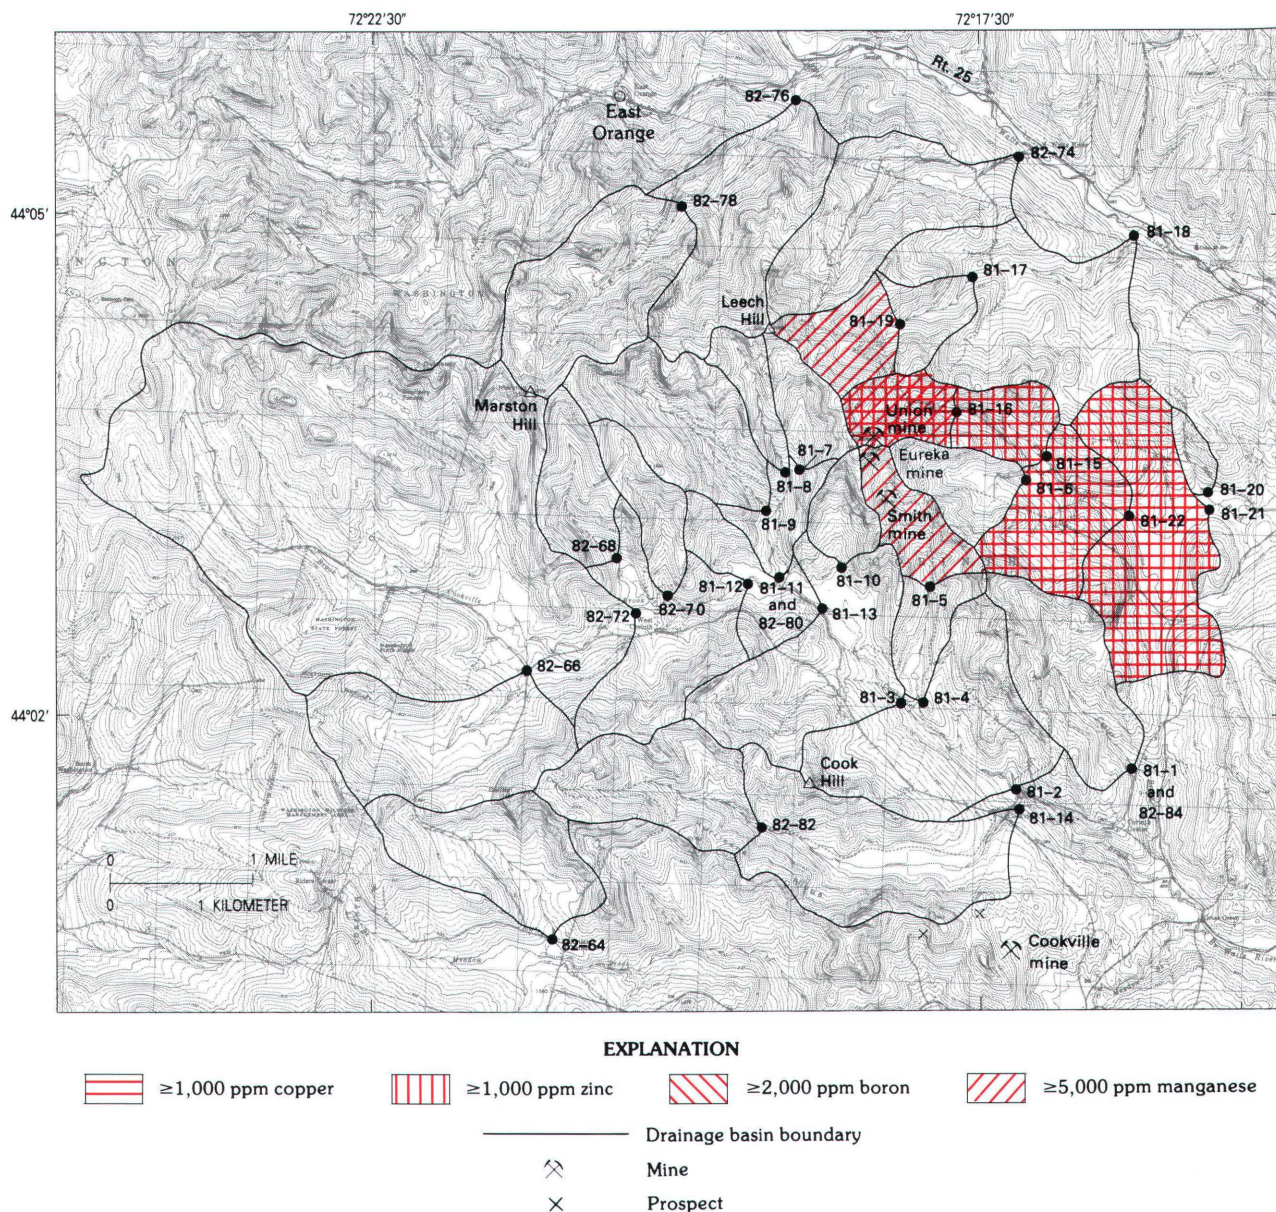 72°22'30"
72°17'30"
Rt. 25
82–76
East
Orange
82–74
82–78
44°05'
81–18
81–17
WASHINGTON
Leech
Hill
81–19
Marston
Hill
Union
mine
81–16
81–7
Eureka
mine
81–15
81–8
81–6
81–20
81–9
Smith
mine
81–22
81–21
82–68
81–10
81–12
81–11
and
82–80
81–5
82–70
81–13
82–72
82–66
81–3
81–4
44°02'
Cook
Hill
81–1
and
82–84
81–2
81–14
82–82
0 1 MILE
0 1 KILOMETER
82–64
Cookville
mine
EXPLANATION
≥1,000 ppm copper
≥1,000 ppm zinc
≥2,000 ppm boron
≥5,000 ppm manganese
Drainage basin boundary
Mine
Prospect